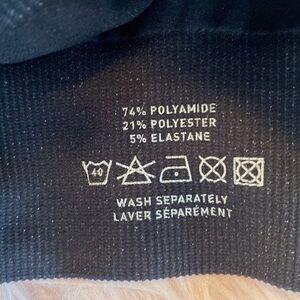 74% POLYAMIDE
21% POLYESTER
5% ELASTANE
40
WASH SEPARATELY
LAVER SÉPARÉMENT